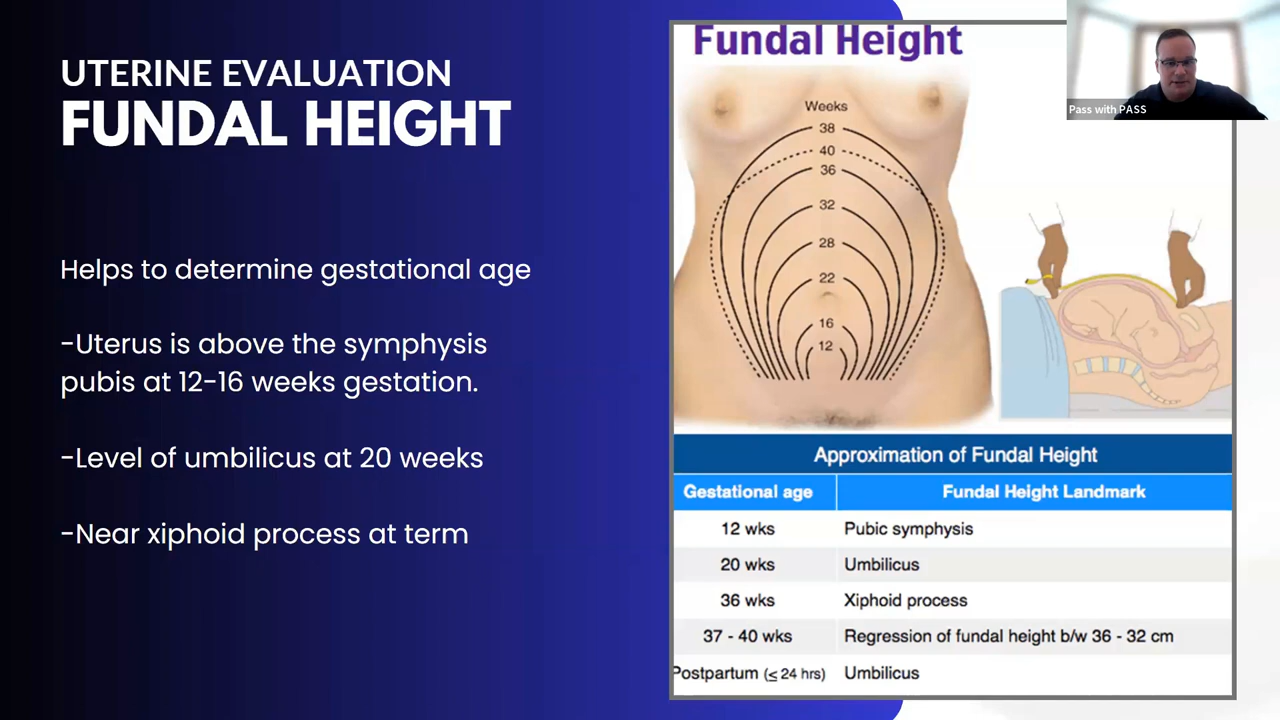 UTERINE EVALUATION
FUNDAL HEIGHT
Helps to determine gestational age
-Uterus is above the symphysis
pubis at 12-16 weeks gestation.
-Level of umbilicus at 20 weeks
-Near xiphoid process at term
Fundal Height
Weeks
38
40
36
32
28
22
16
12
Approximation of Fundal Height
Gestational age Fundal Height Landmark
12 wks Pubic symphysis
20 wks Umbilicus
36 wks Xiphoid process
37 - 40 wks Regression of fundal height b/w 36 - 32 cm
Postpartum (≤ 24 hrs) Umbilicus
Pass with PASS